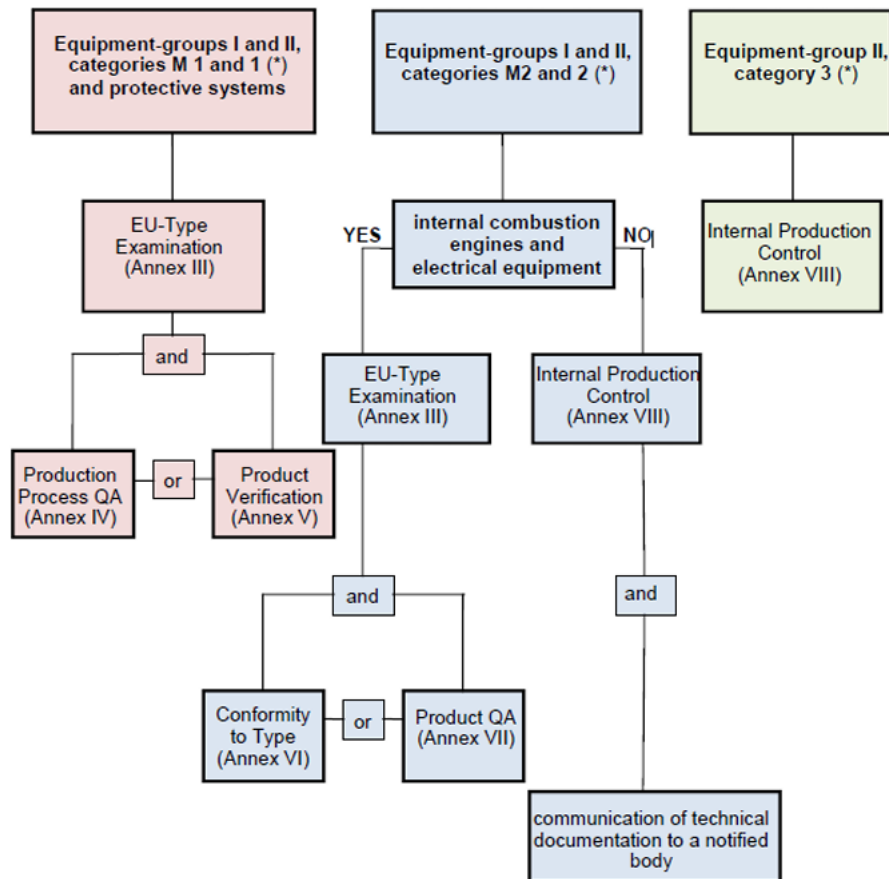 Equipment-groups I and II,
categories M 1 and 1 (*)
and protective systems
Equipment-groups I and II,
categories M2 and 2 (*)
Equipment-group II,
category 3 (*)
EU-Type
Examination
(Annex III)
YES
internal combustion
engines and
electrical equipment
NO
Internal Production
Control
(Annex VIII)
and
EU-Type
Examination
(Annex III)
Internal Production
Control
(Annex VIII)
Production
Process QA
(Annex IV)
or
Product
Verification
(Annex V)
and
and
Conformity
to Type
(Annex VI)
or
Product QA
(Annex VII)
communication of technical
documentation to a notified
body